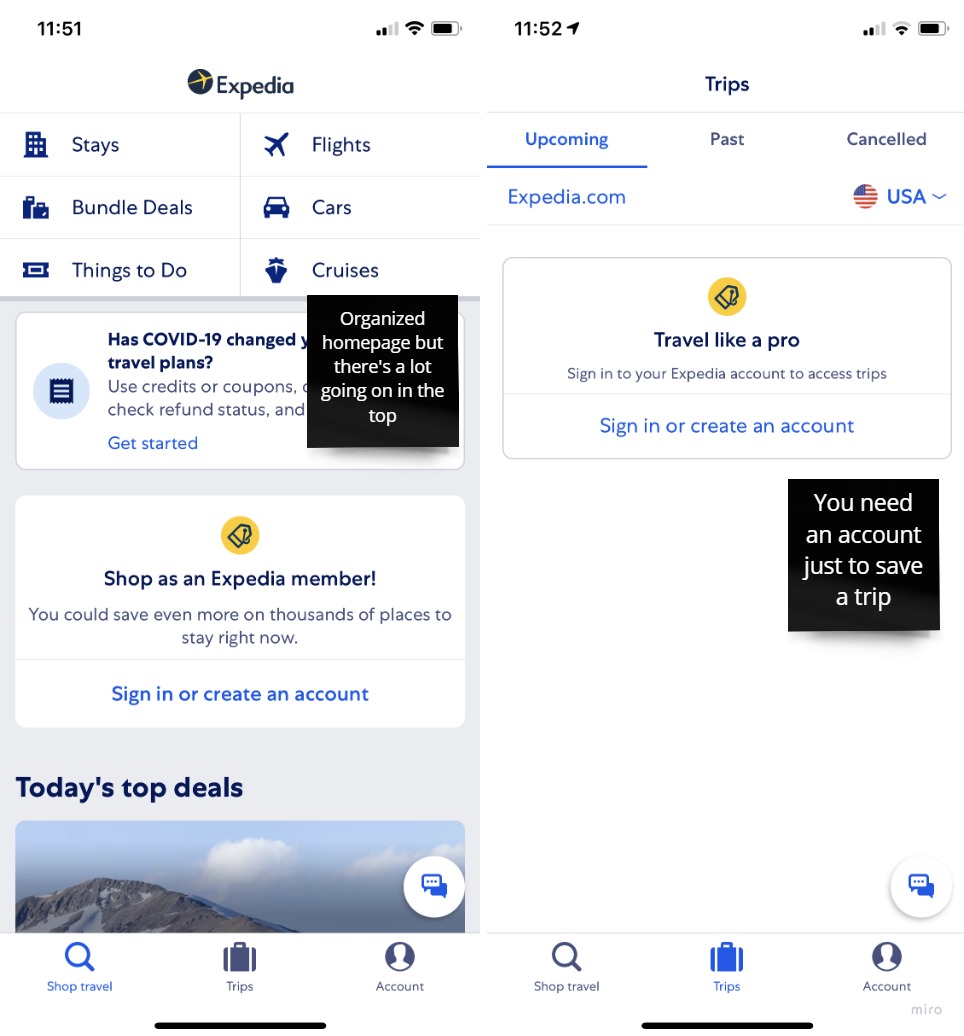 11:51
Expedia
Stays
Flights
Bundle Deals
Cars
Things to Do
Cruises
Has COVID-19 changed y
travel plans?
Use credits or coupons,
check refund status, and
Get started
Organized
homepage but
there's a lot
going on in the
top
Shop as an Expedia member!
You could save even more on thousands of places to
stay right now.
Sign in or create an account
Today's top deals
Shop travel
Trips
Account
11:52
Trips
Upcoming
Past
Cancelled
Expedia.com
USA
Travel like a pro
Sign in to your Expedia account to access trips
Sign in or create an account
You need
an account
just to save
a trip
Shop travel
Trips
Account
miro